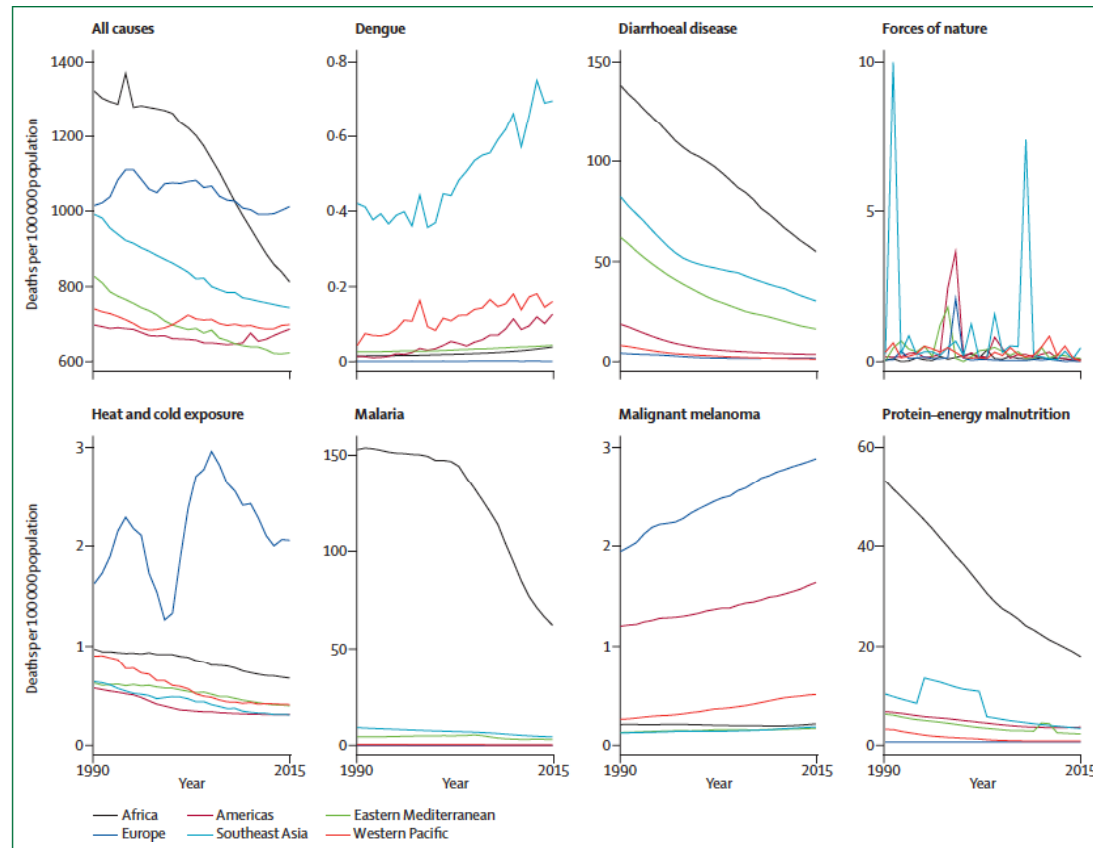 All causes
Dengue
Diarrhoeal disease
Forces of nature
Deaths per 100 000 population
1400
1200
1000
800
600
0·8
0·6
0·4
0·2
0
150
100
50
0
10
5
0
Heat and cold exposure
Malaria
Malignant melanoma
Protein–energy malnutrition
Deaths per 100 000 population
3
2
1
0
150
100
50
0
3
2
1
0
60
40
20
0
1990
2015
1990
2015
1990
2015
1990
2015
Year
Year
Year
Year
Africa
Americas
Eastern Mediterranean
Europe
Southeast Asia
Western Pacific